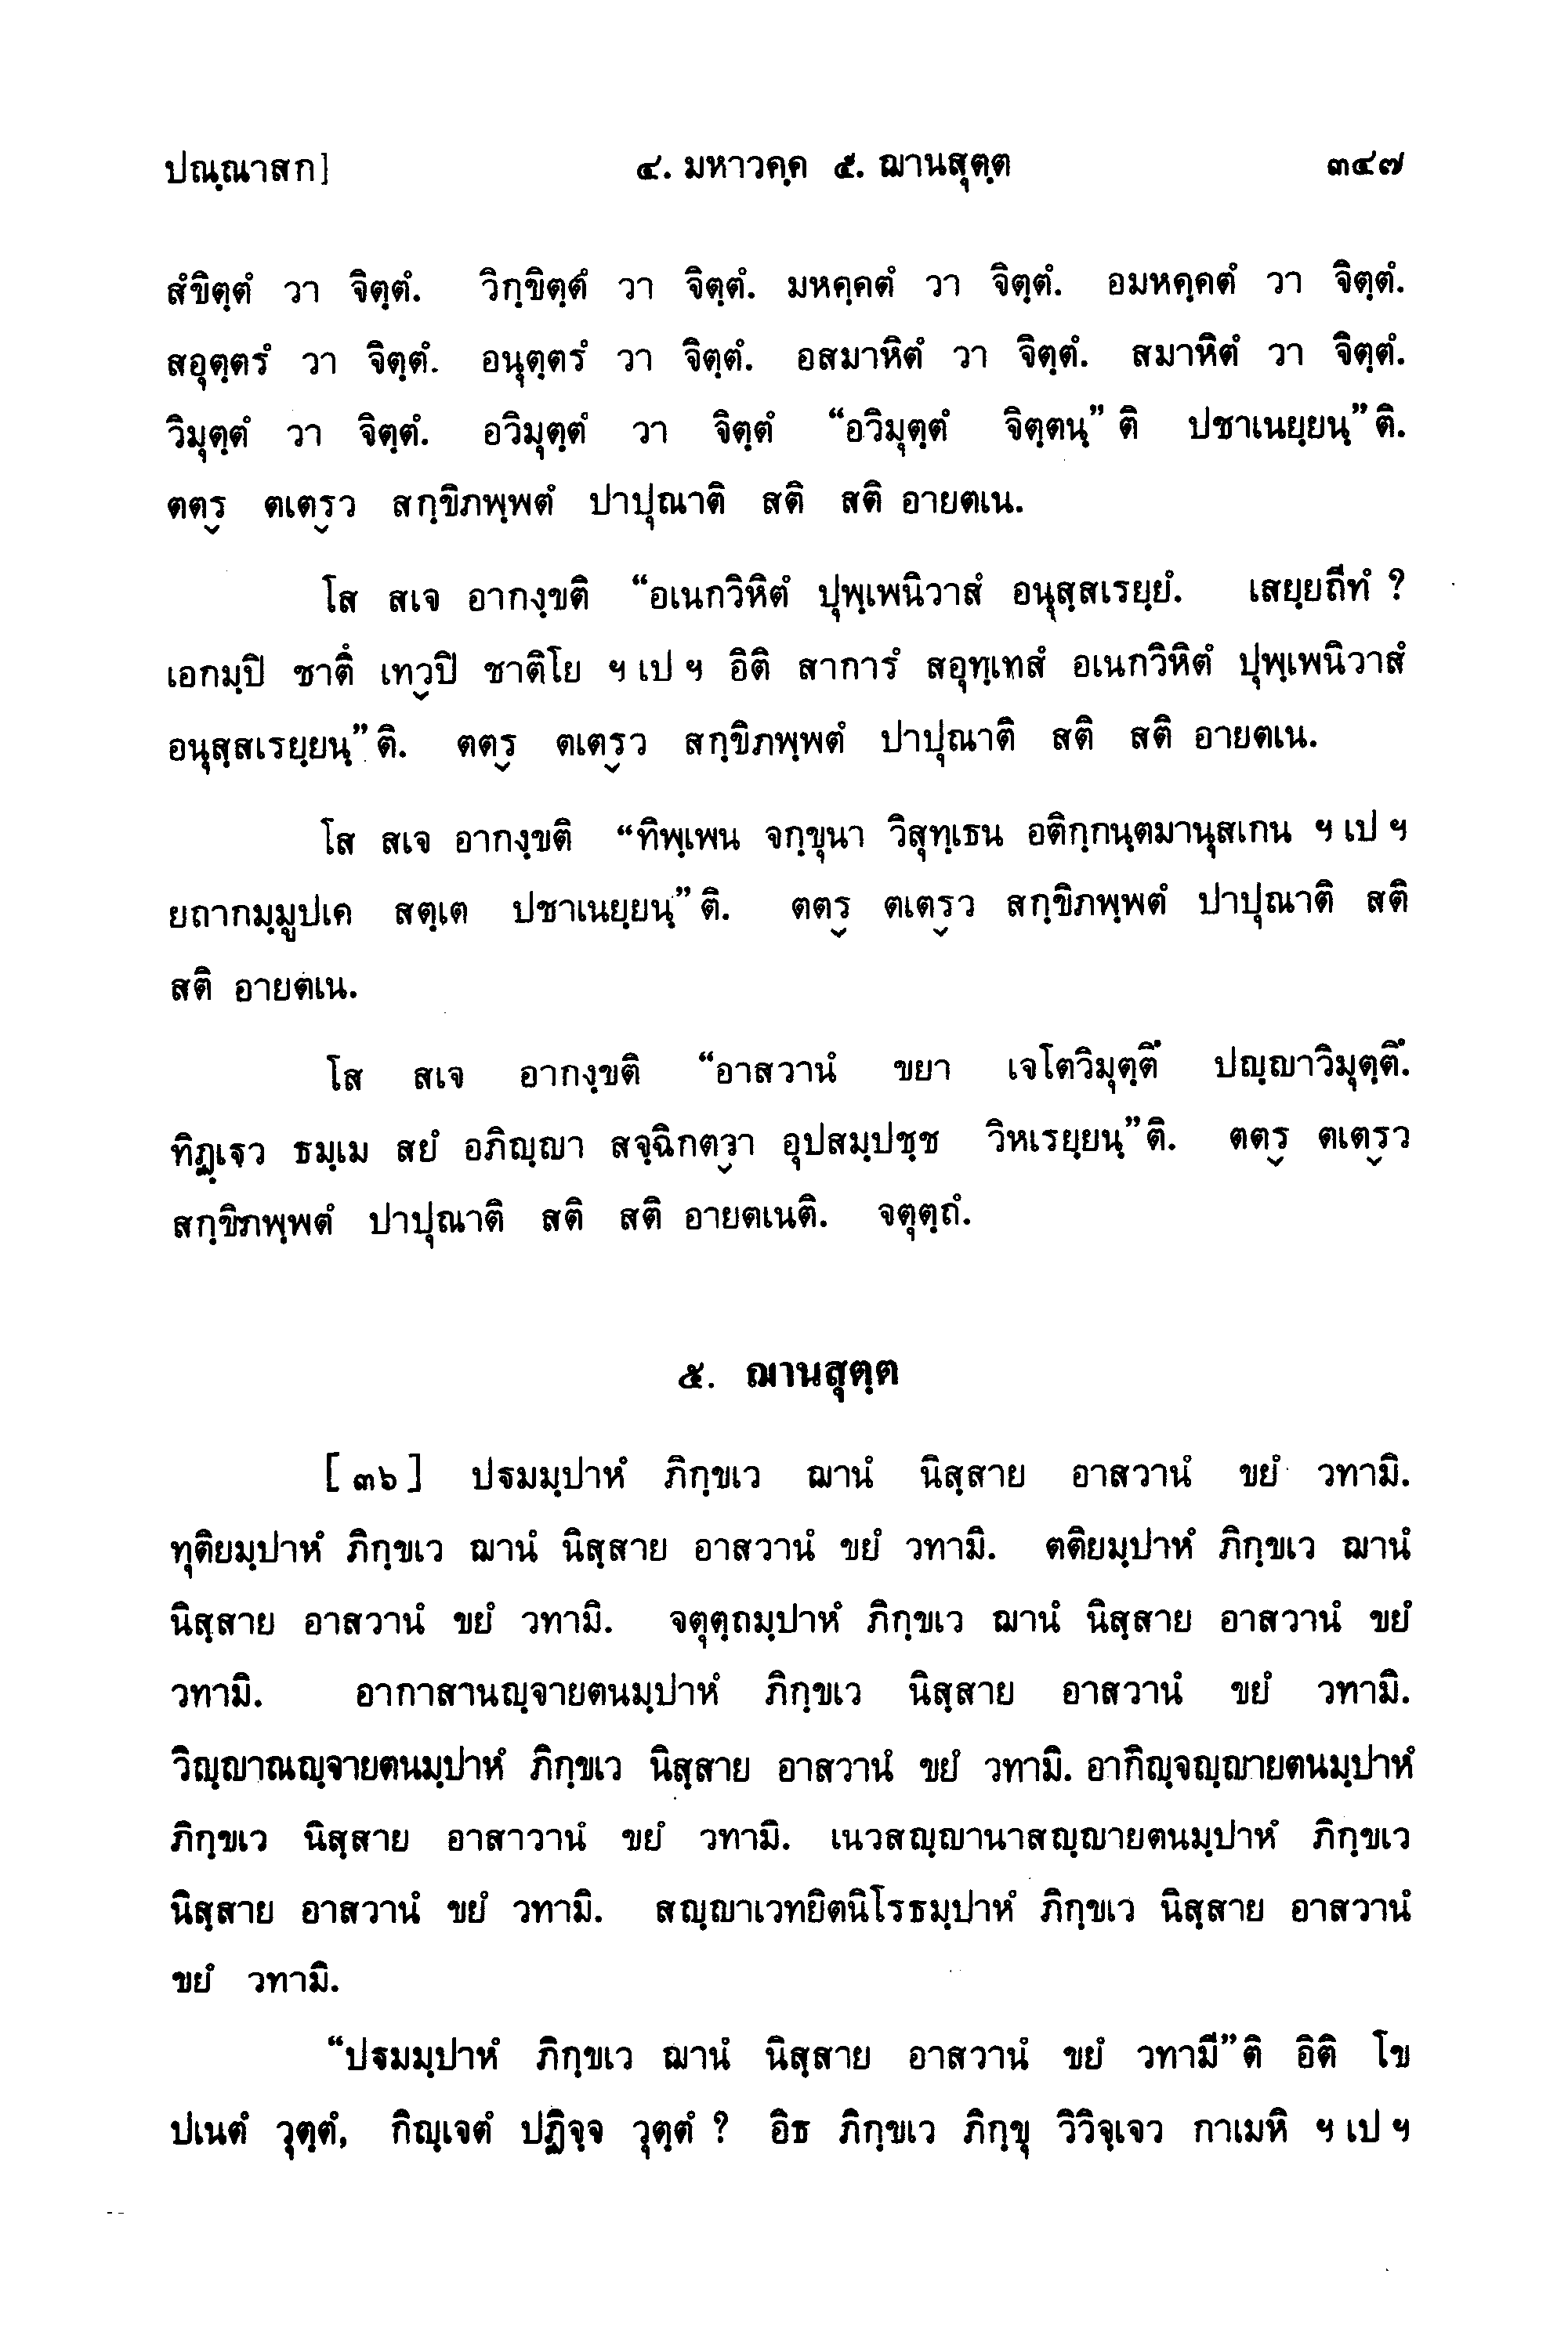 ปณฺณาสก]	๔. มหาวคฺค ๕. ฌานสุตฺต	๓๔๗
สํขิตฺตํ วา จิตฺตํ. วิกฺขิตฺตํ วา จิตฺตํ. มหคฺคตํ วา จิตฺตํ. อมหคฺคตํ วา จิตฺตํ.
สอุตฺตรํ วา จิตฺตํ. อนุตฺตรํ วา จิตฺตํ. อสมาหิตํ วา จิตฺตํ. สมาหิตํ วา จิตฺตํ.
วิมุตฺตํ วา จิตฺตํ. อวิมุตฺตํ วา จิตฺตํ “อวิมุตฺตํ จิตฺตนฺ” ติ ปชาเนยฺยนฺ” ติ.
ตตฺร ตเตฺรว สกฺขิภพฺพตํ ปาปุณาติ สติ สติ อายตเน.
โส สเจ อากงฺขติ “อเนกวิหิตํ ปุพฺเพนิวาสํ อนุสฺสเรยฺยํ. เสยฺยถีทํ ?
เอกมฺปิ ชาติํ เทฺวปิ ชาติโย ฯ เป ฯ อิติ สาการํ สอุทฺเทสํ อเนกวิหิตํ ปุพฺเพนิวาสํ
อนุสฺสเรยฺยนฺ” ติ. ตตฺร ตเตฺรว สกฺขิภพฺพตํ ปาปุณาติ สติ สติ อายตเน.
โส สเจ อากงฺขติ “ทิพฺเพน จกฺขุนา วิสุทฺเธน อติกฺกนฺตมานุสเกน ฯ เป ฯ
ยถากมฺมูปเค สตฺเต ปชาเนยฺยนฺ” ติ. ตตฺร ตเตฺรว สกฺขิภพฺพตํ ปาปุณาติ สติ
สติ อายตเน.
โส สเจ อากงฺขติ “อาสวานํ ขยา เจโตวิมุตฺติํ ปญฺญาวิมุตฺติํ.
ทิฏฺเฐว ธมฺเม สยํ อภิญฺญา สจฺฉิกตฺวา อุปสมฺปชฺช วิหเรยฺยนฺ” ติ. ตตฺร ตเตฺรว
สกฺขิภพฺพตํ ปาปุณาติ สติ สติ อายตเนติ. จตุตฺถํ.
๕. ฌานสุตฺต
[ ๓๖ ] ปฐมมฺปาหํ ภิกฺขเว ฌานํ นิสฺสาย อาสวานํ ขยํ วทามิ.
ทุติยมฺปาหํ ภิกฺขเว ฌานํ นิสฺสาย อาสวานํ ขยํ วทามิ. ตติยมฺปาหํ ภิกฺขเว ฌานํ
นิสฺสาย อาสวานํ ขยํ วทามิ. จตุตฺถมฺปาหํ ภิกฺขเว ฌานํ นิสฺสาย อาสวานํ ขยํ
วทามิ. อากาสานญฺจายตนมฺปาหํ ภิกฺขเว นิสฺสาย อาสวานํ ขยํ วทามิ.
วิญฺญาณญฺจายตนมฺปาหํ ภิกฺขเว นิสฺสาย อาสวานํ ขยํ วทามิ. อากิญฺจญฺญายตนมฺปาหํ
ภิกฺขเว นิสฺสาย อาสาวานํ ขยํ วทามิ. เนวสญฺญานาสญฺญายตนมฺปาหํ ภิกฺขเว
นิสฺสาย อาสวานํ ขยํ วทามิ. สญฺญาเวทยิตนิโรธมฺปาหํ ภิกฺขเว นิสฺสาย อาสวานํ
ขยํ วทามิ.
“ปฐมมฺปาหํ ภิกฺขเว ฌานํ นิสฺสาย อาสวานํ ขยํ วทามี” ติ อิติ โข
ปเนตํ วุตฺตํ, กิญฺเจตํ ปฏิจฺจ วุตฺตํ ? อิธ ภิกฺขเว ภิกฺขุ วิวิจฺเจว กาเมหิ ฯ เป ฯ